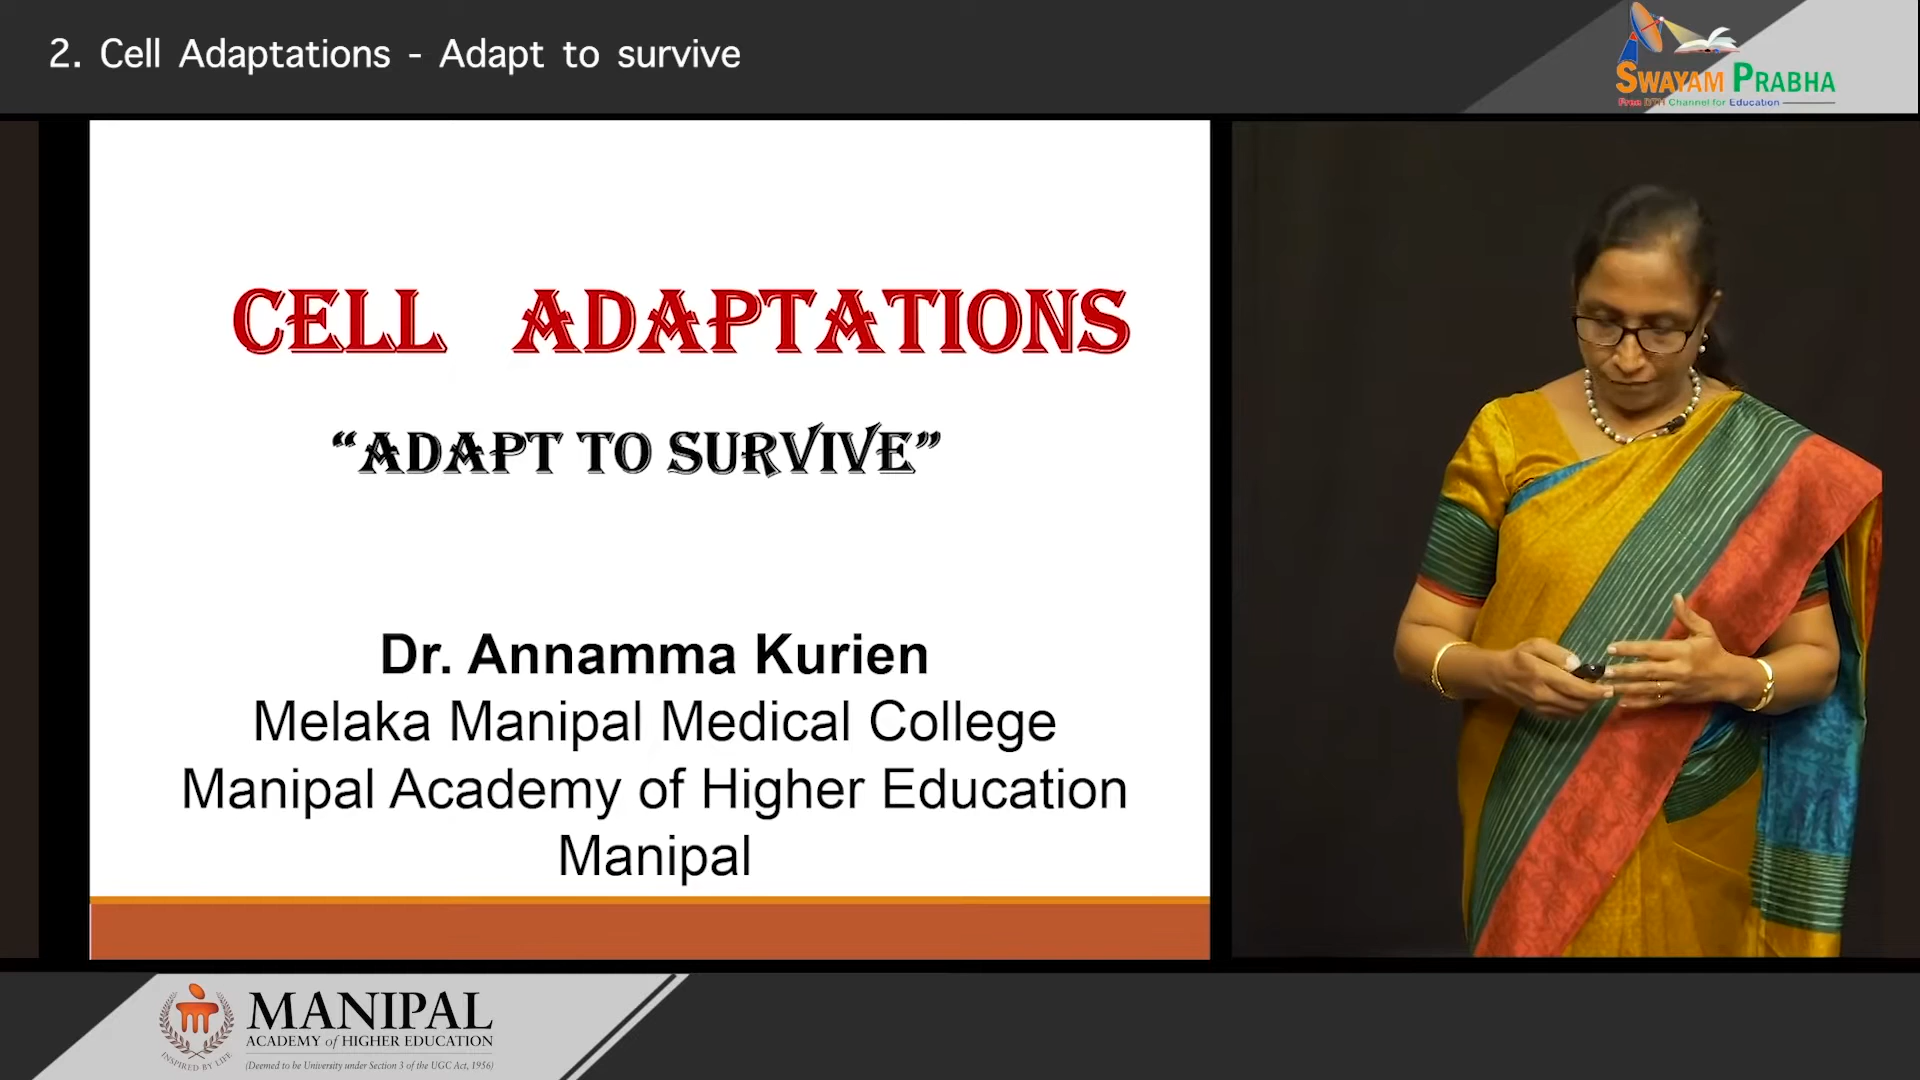 2. Cell Adaptations - Adapt to survive
SWAYAM PRABHA
Free DTH Channel for Education
CELL ADAPTATIONS
“ADAPT TO SURVIVE”
Dr. Annamma Kurien
Melaka Manipal Medical College
Manipal Academy of Higher Education
Manipal
MANIPAL
ACADEMY of HIGHER EDUCATION
(Deemed to be University under Section 3 of the UGC Act, 1956)
INSPIRED BY LIFE